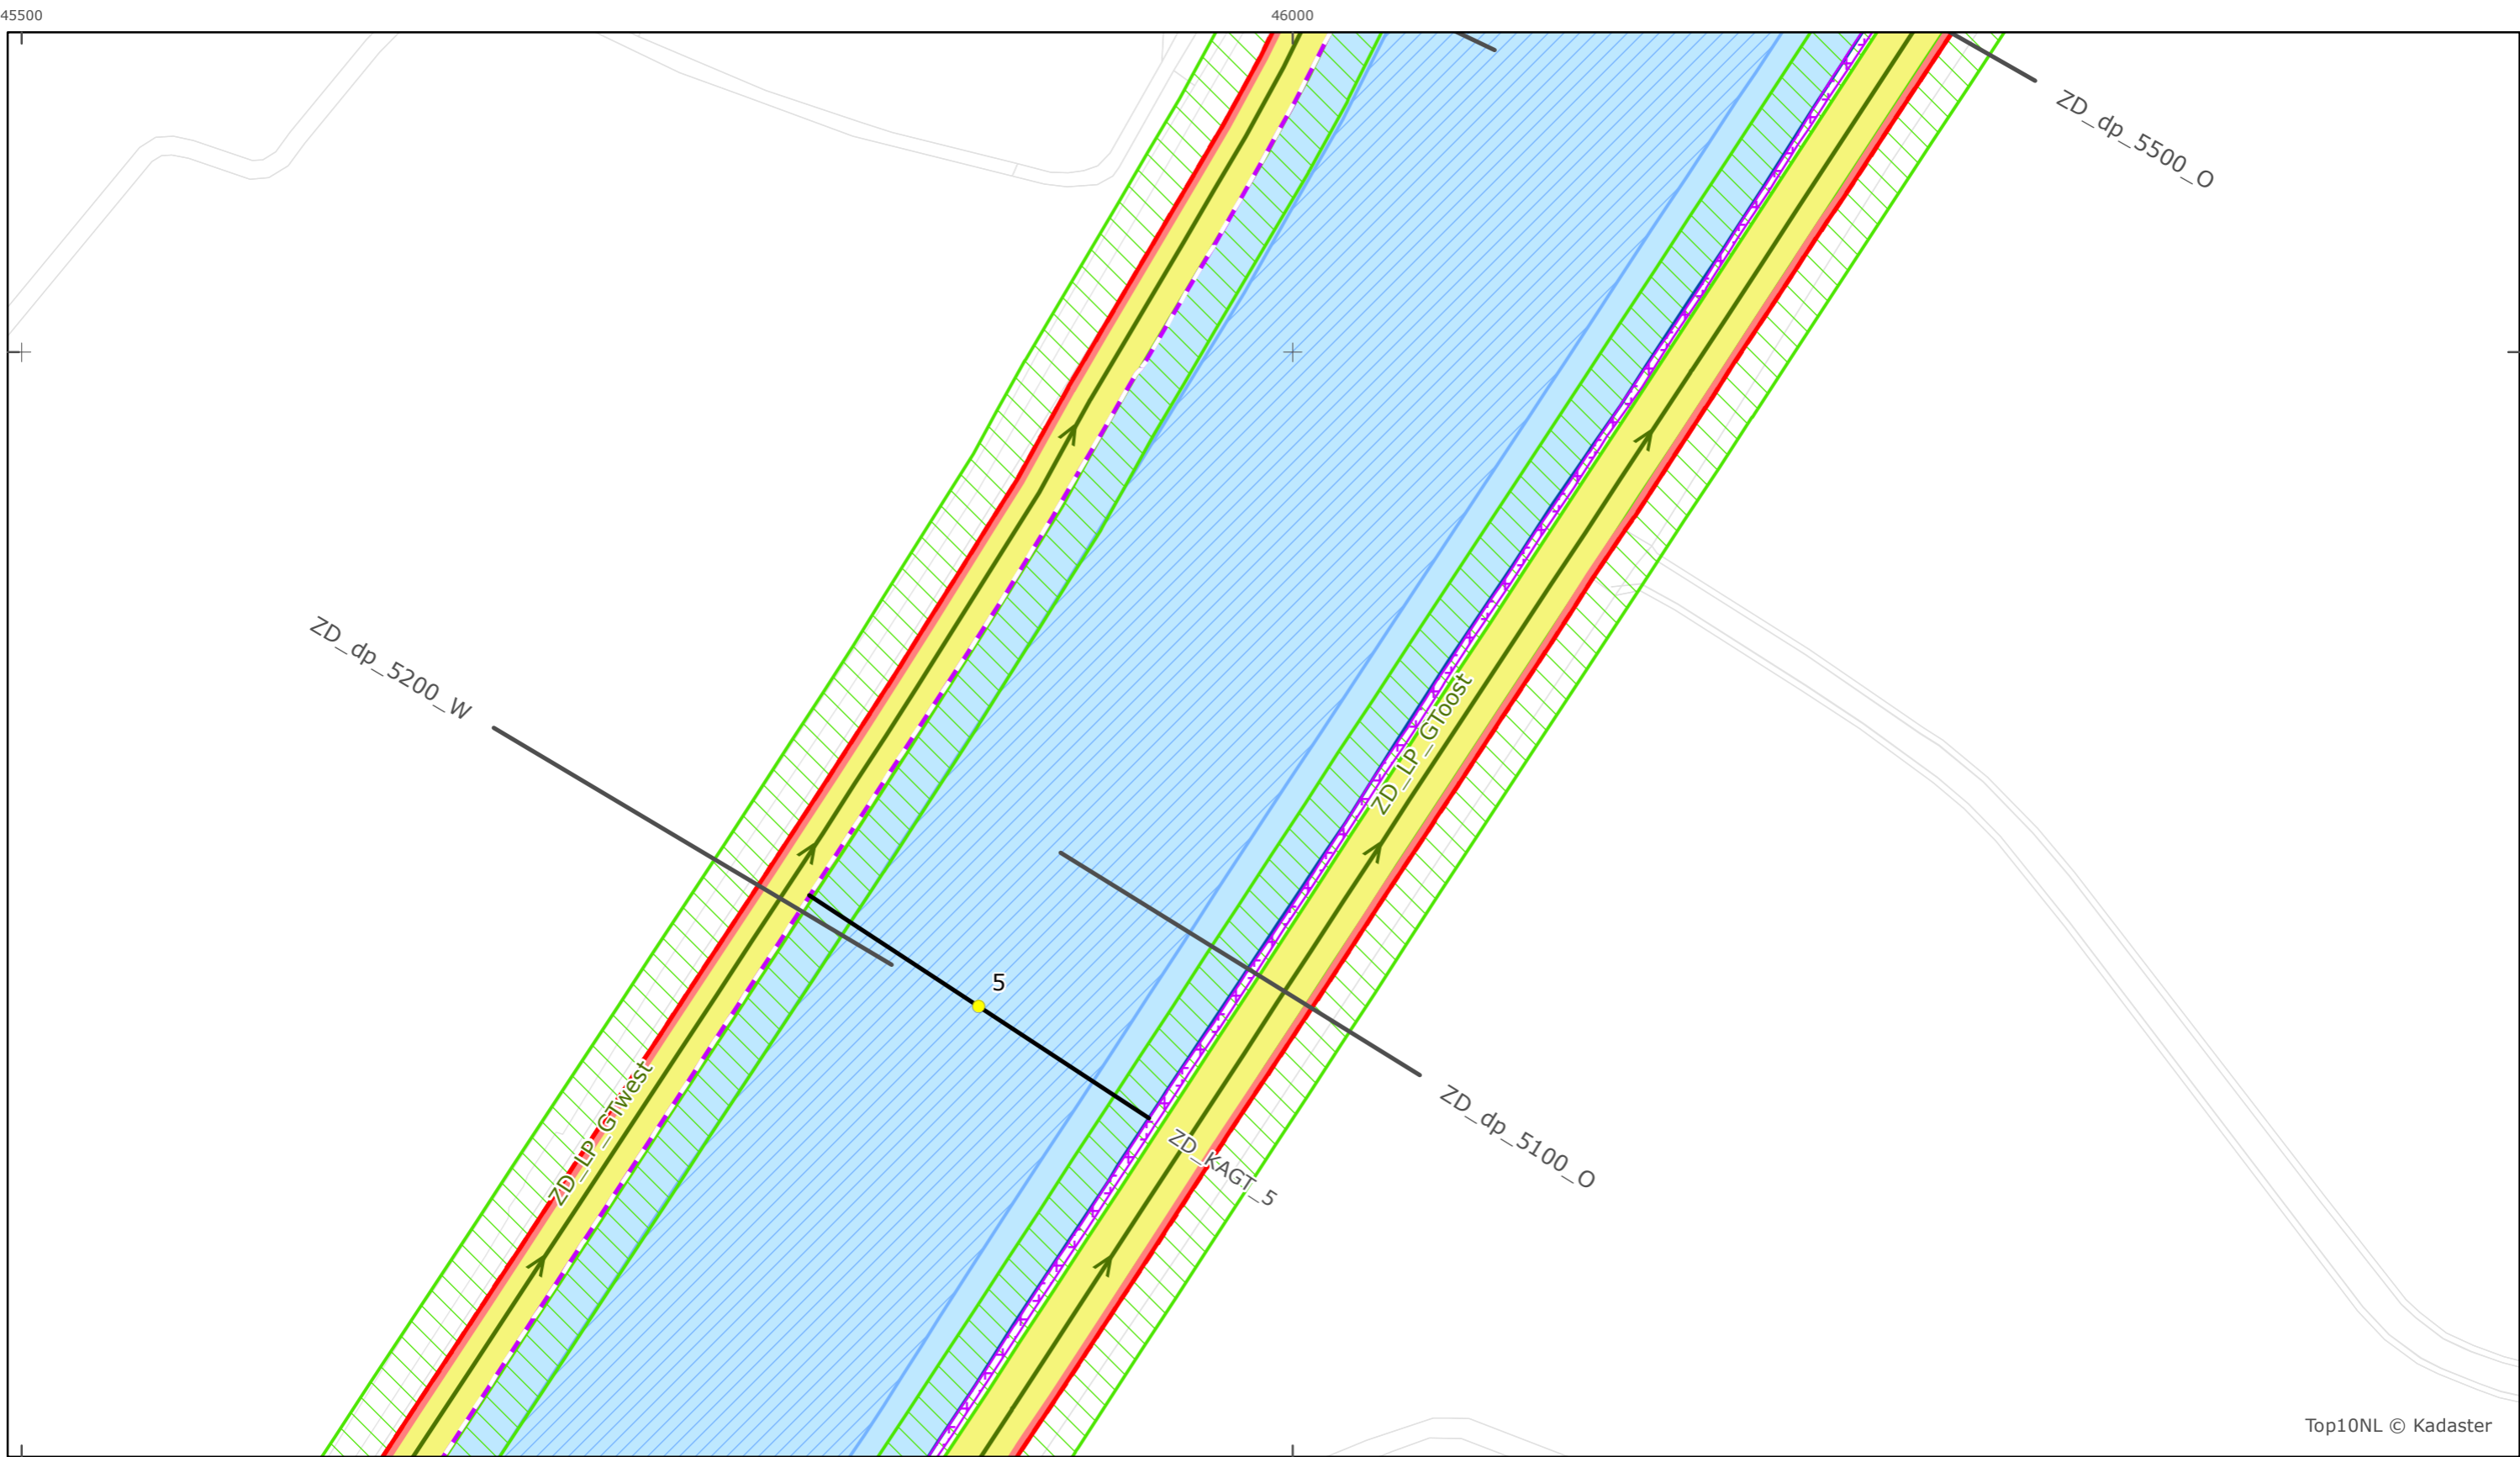 45500
46000
ZD_dp_5500_O
ZD_dp_5200_W
ZD_LP_GToost
5
ZD_LP_GTwest
ZD_dp_5100_O
ZD_KAGT_5
Top10NL © Kadaster